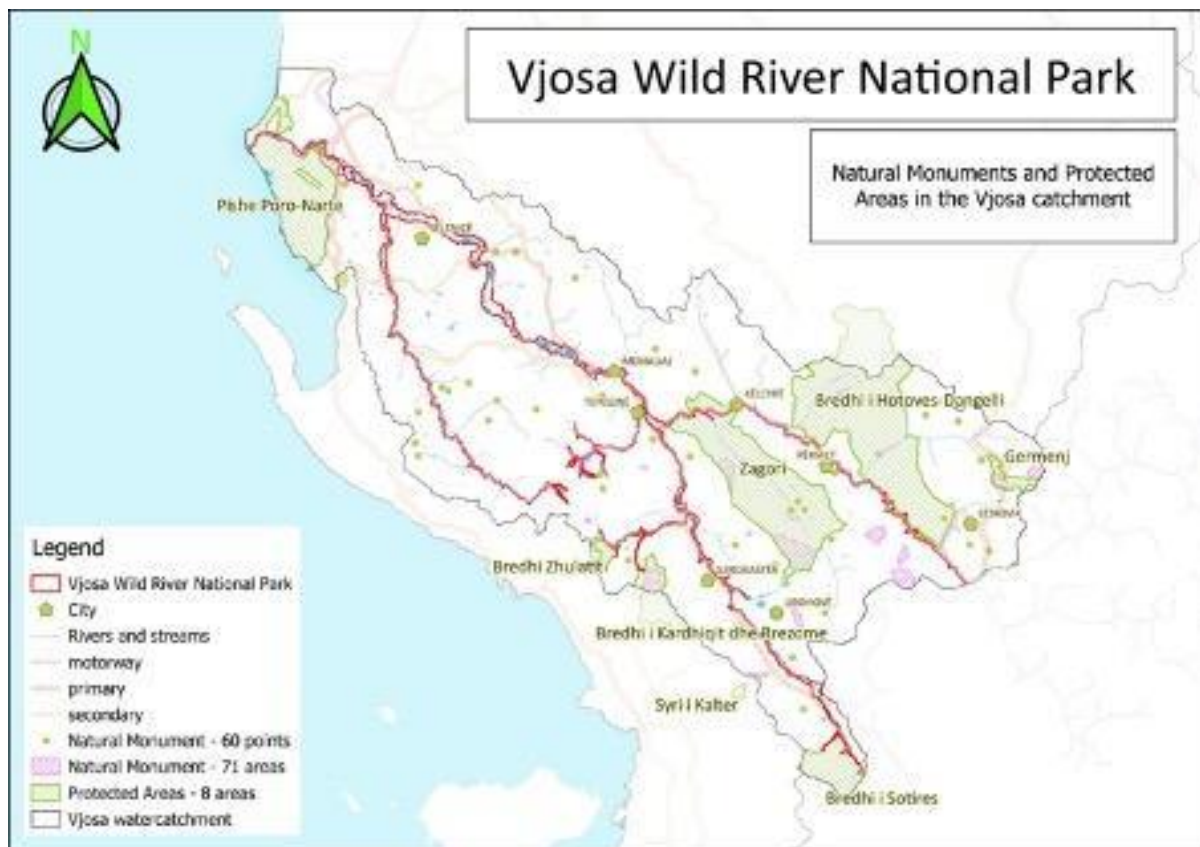 N
Vjosa Wild River National Park
Natural Monuments and Protected
Areas in the Vjosa catchment
Pishe Poro-Narte
MEMALIAJ
KËLCYRË
Bredhi i Hotoves-Dangelli
Zagori
Germenj
Bredhi Zhulatit
Bredhi i Kardhiqit dhe Rrezome
Syri i Kalter
Bredhi i Sotires
Legend
Vjosa Wild River National Park
City
Rivers and streams
motorway
primary
secondary
Natural Monument - 60 points
Natural Monument - 71 areas
Protected Areas - 8 areas
Vjosa watercatchment